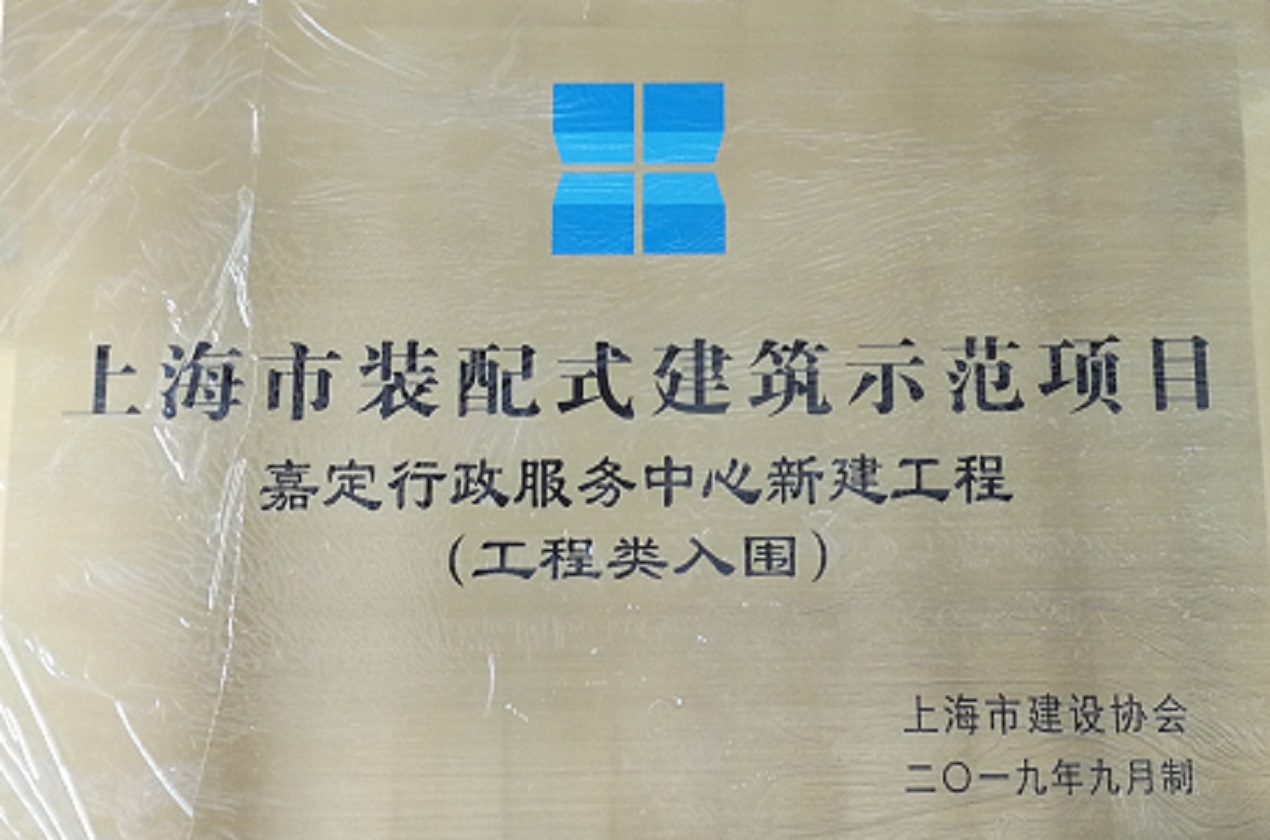 上海市装配式建筑示范项目
嘉定行政服务中心新建工程
(工程类入围)
上海市建设协会
二〇一九年九月制